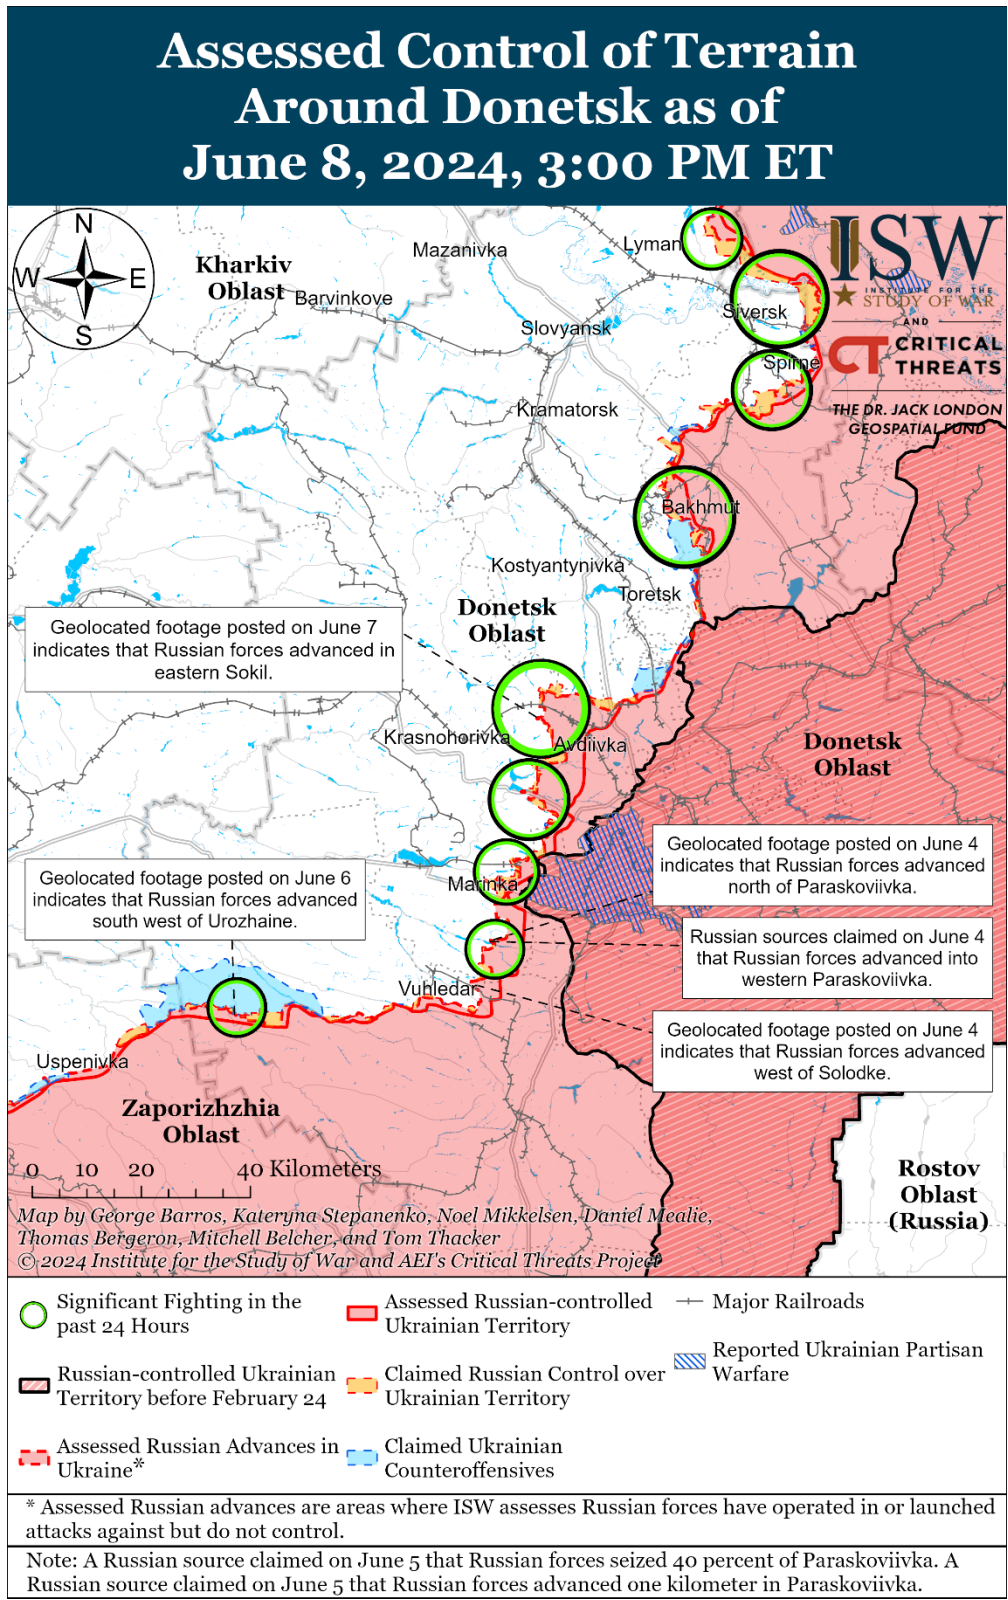 Assessed Control of Terrain
Around Donetsk as of
June 8, 2024, 3:00 PM ET
N
W
E
S
Kharkiv
Oblast
Mazanivka
Lyman
ISW
INSTITUTE FOR THE
STUDY OF WAR
AND
CT CRITICAL
THREATS
THE DR. JACK LONDON
GEOSPATIAL FUND
Barvinkove
Slovyansk
Siversk
Spirne
Kramatorsk
Bakhmut
Kostyantynivka
Toretsk
Donetsk
Oblast
Geolocated footage posted on June 7
indicates that Russian forces advanced in
eastern Sokil.
Krasnohorivka
Avdiivka
Donetsk
Oblast
Geolocated footage posted on June 4
indicates that Russian forces advanced
north of Paraskoviivka.
Geolocated footage posted on June 6
indicates that Russian forces advanced
south west of Urozhaine.
Marinka
Russian sources claimed on June 4
that Russian forces advanced into
western Paraskoviivka.
Vuhledar
Geolocated footage posted on June 4
indicates that Russian forces advanced
west of Solodke.
Uspenivka
Zaporizhzhia
Oblast
Rostov
Oblast
(Russia)
0 10 20 40 Kilometers
Map by George Barros, Kateryna Stepanenko, Noel Mikkelsen, Daniel Mealie,
Thomas Bergeron, Mitchell Belcher, and Tom Thacker
© 2024 Institute for the Study of War and AEI's Critical Threats Project
Significant Fighting in the
past 24 Hours
Assessed Russian-controlled
Ukrainian Territory
Major Railroads
Russian-controlled Ukrainian
Territory before February 24
Claimed Russian Control over
Ukrainian Territory
Reported Ukrainian Partisan
Warfare
Assessed Russian Advances in
Ukraine*
Claimed Ukrainian
Counteroffensives
* Assessed Russian advances are areas where ISW assesses Russian forces have operated in or launched
attacks against but do not control.
Note: A Russian source claimed on June 5 that Russian forces seized 40 percent of Paraskoviivka. A
Russian source claimed on June 5 that Russian forces advanced one kilometer in Paraskoviivka.